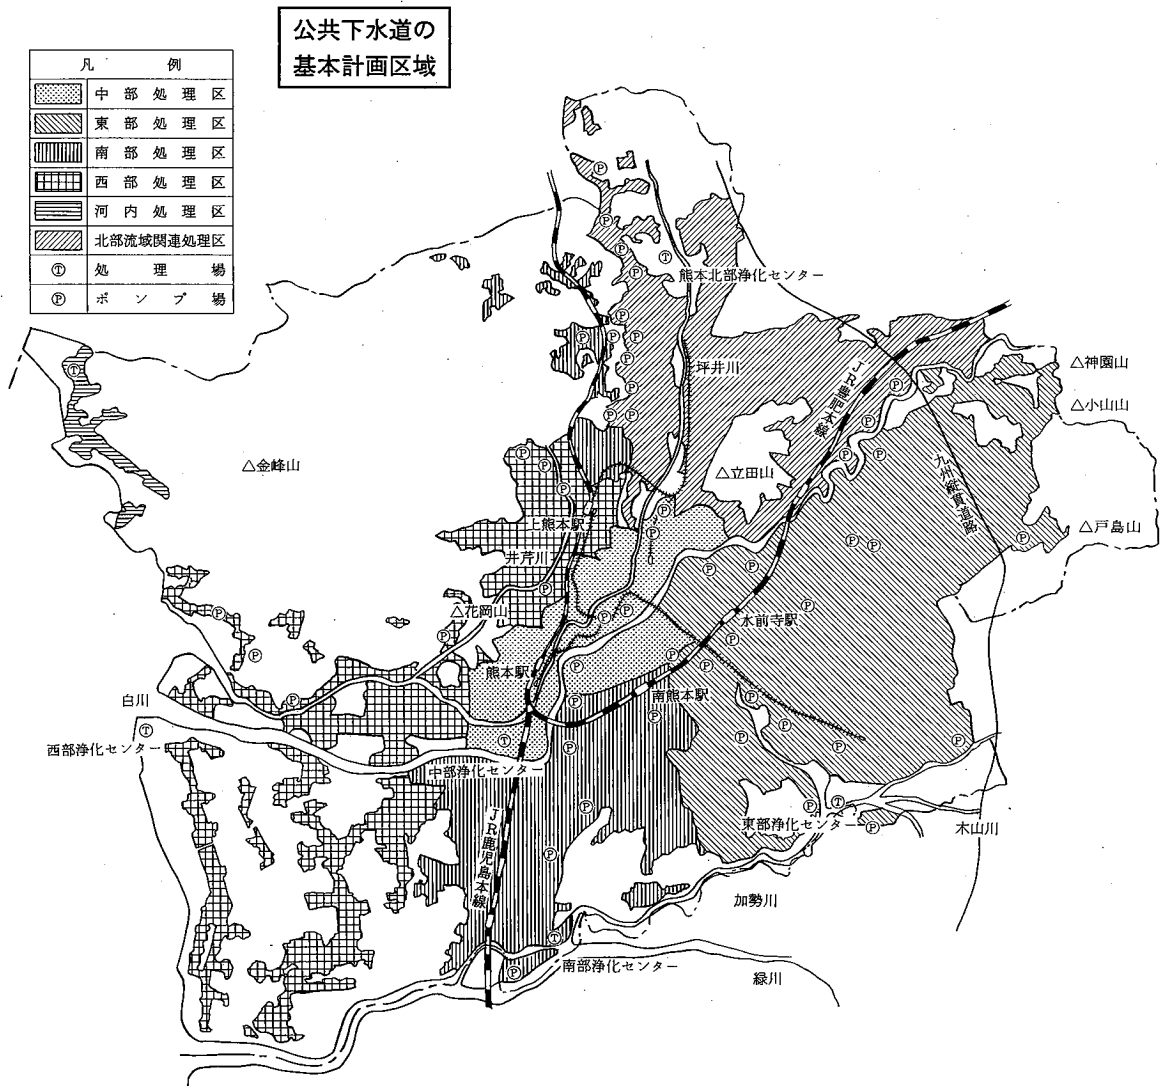 公共下水道の
基本計画区域
凡例
中部処理区
東部処理区
南部処理区
西部処理区
河内処理区
北部流域関連処理区
Ⓣ 処理場
Ⓟ ポンプ場
熊本北部浄化センター
坪井川
JR豊肥本線
△神園山
△小山山
△金峰山
△立田山
九州縦貫道路
△戸島山
上熊本駅
井芹川
△花岡山
水前寺駅
熊本駅
南熊本駅
白川
西部浄化センター
中部浄化センター
東部浄化センター
木山川
JR鹿児島本線
加勢川
南部浄化センター
緑川